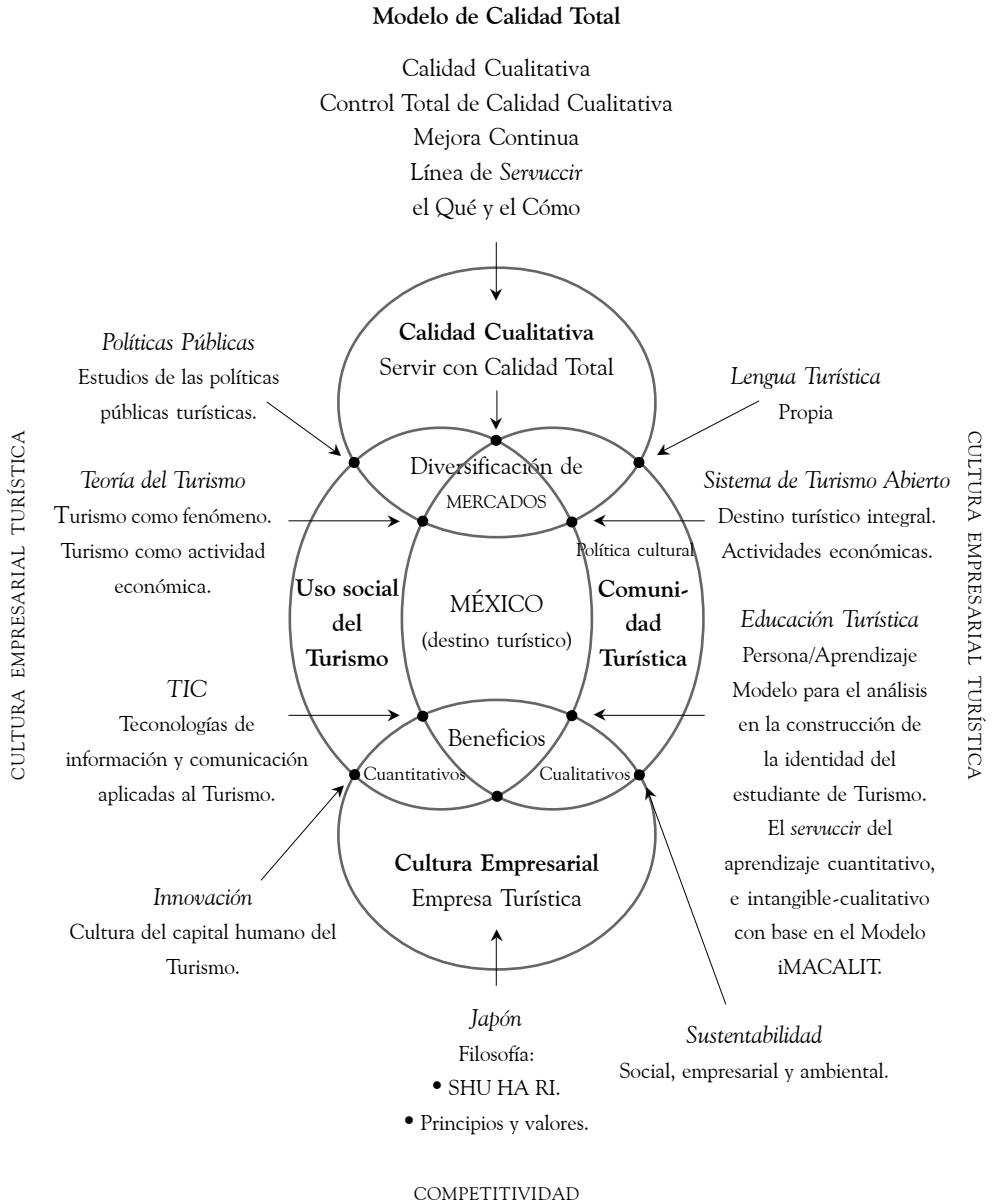 Modelo de Calidad Total
Calidad Cualitativa
Control Total de Calidad Cualitativa
Mejora Continua
Línea de Servuccir
el Qué y el Cómo
Calidad Cualitativa
Servir con Calidad Total
Políticas Públicas
Estudios de las políticas
públicas turísticas.
Lengua Turística
Propia
CULTURA EMPRESARIAL TURÍSTICA
Teoría del Turismo
Turismo como fenómeno.
Turismo como actividad
económica.
Diversificación de
MERCADOS
Sistema de Turismo Abierto
Destino turístico integral.
Actividades económicas.
CULTURA EMPRESARIAL TURÍSTICA
Política cultural
Uso social
del
Turismo
MÉXICO
(destino turístico)
Comuni-
dad
Turística
TIC
Teconologías de
información y comunicación
aplicadas al Turismo.
Beneficios
Cuantitativos
Cualitativos
Educación Turística
Persona/Aprendizaje
Modelo para el análisis
en la construcción de
la identidad del
estudiante de Turismo.
El servuccir del
aprendizaje cuantitativo,
e intangible-cualitativo
con base en el Modelo
iMACALIT.
Cultura Empresarial
Empresa Turística
Innovación
Cultura del capital humano del
Turismo.
Japón
Filosofía:
• SHU HA RI.
• Principios y valores.
Sustentabilidad
Social, empresarial y ambiental.
COMPETITIVIDAD